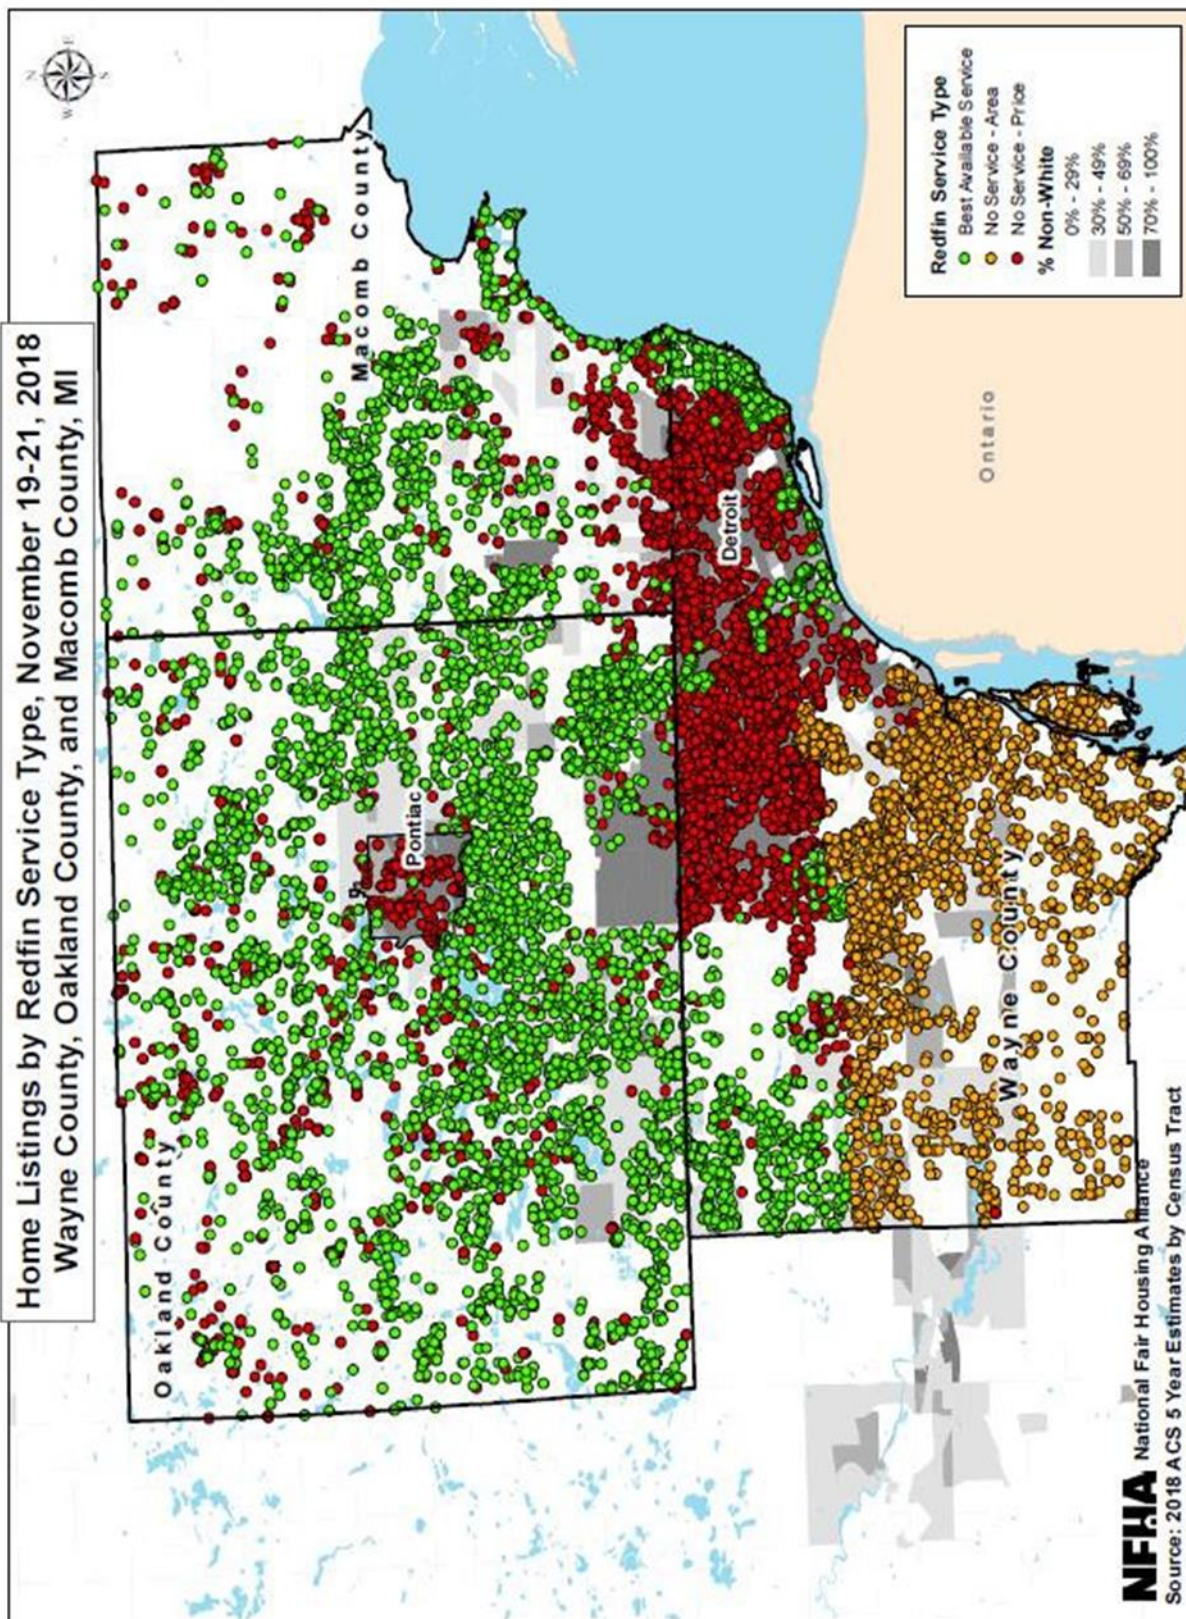 Home Listings by Redfin Service Type, November 19-21, 2018
Wayne County, Oakland County, and Macomb County, MI
N
E
S
W
Oakland County
Macomb County
Pontiac
Detroit
Wayne County
Ontario
Redfin Service Type
Best Available Service
No Service - Area
No Service - Price
% Non-White
0% - 29%
30% - 49%
50% - 69%
70% - 100%
NFHA National Fair Housing Alliance
Source: 2018 ACS 5 Year Estimates by Census Tract